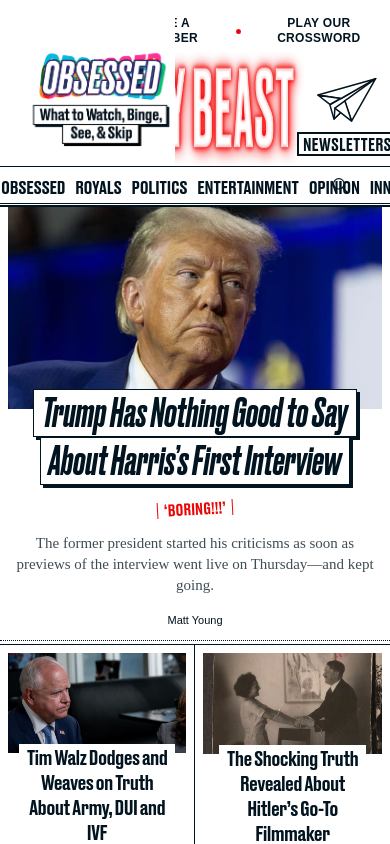 E A
BER
PLAY OUR
CROSSWORD
OBSESSED
What to Watch, Binge,
See, & Skip
Y BEAST
NEWSLETTERS
OBSESSED ROYALS POLITICS ENTERTAINMENT OPINION INN
Trump Has Nothing Good to Say
About Harris's First Interview
'BORING!!!'
The former president started his criticisms as soon as
previews of the interview went live on Thursday—and kept
going.
Matt Young
Tim Walz Dodges and
Weaves on Truth
About Army, DUI and
IVF
The Shocking Truth
Revealed About
Hitler's Go-To
Filmmaker